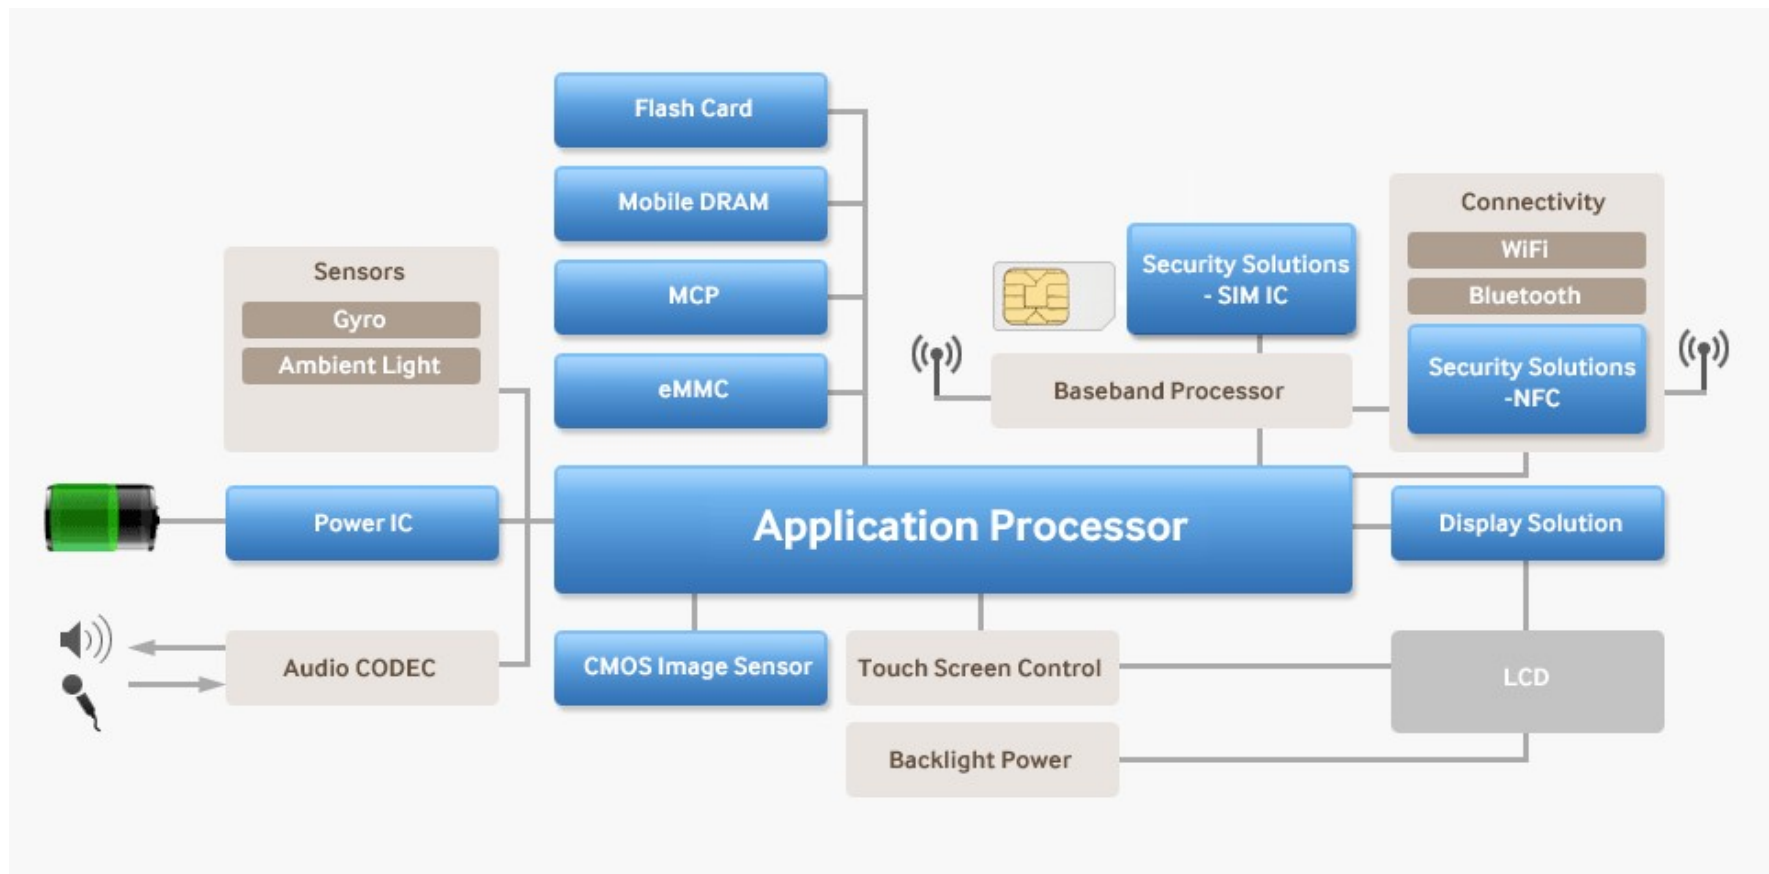 Flash Card
Mobile DRAM
MCP
eMMC
Sensors
Gyro
Ambient Light
Security Solutions
- SIM IC
Connectivity
WiFi
Bluetooth
Security Solutions
-NFC
Baseband Processor
Power IC
Application Processor
Display Solution
Audio CODEC
CMOS Image Sensor
Touch Screen Control
LCD
Backlight Power